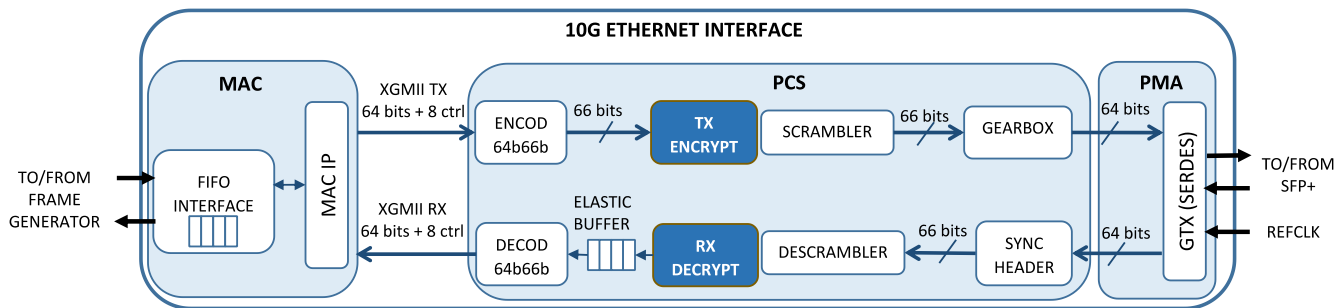 10G ETHERNET INTERFACE
MAC
PCS
PMA
XGMII TX
64 bits + 8 ctrl
ENCOD
64b66b
66 bits
TX
ENCRYPT
SCRAMBLER
66 bits
GEARBOX
64 bits
TO/FROM
FRAME
GENERATOR
FIFO
INTERFACE
MAC IP
GTX (SERDES)
TO/FROM
SFP+
REFCLK
XGMII RX
64 bits + 8 ctrl
DECOD
64b66b
ELASTIC
BUFFER
RX
DECRYPT
DESCRAMBLER
66 bits
SYNC
HEADER
64 bits